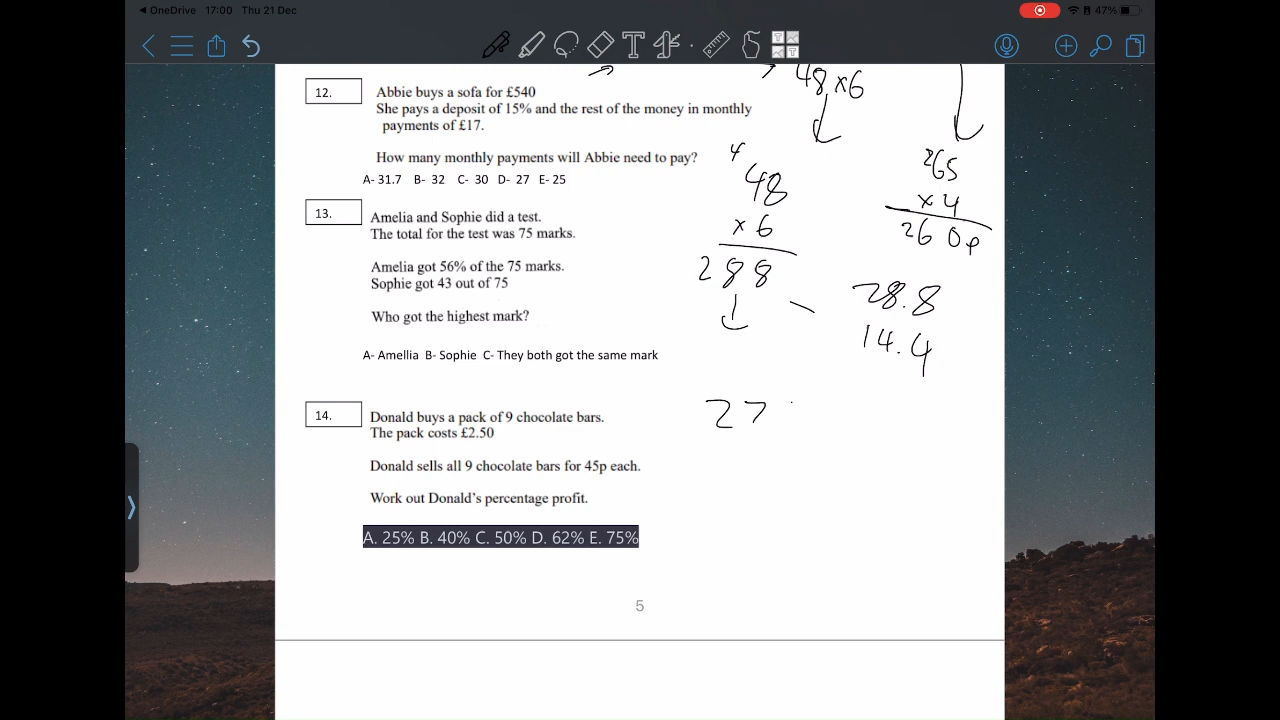 OneDrive 17:00 Thu 21 Dec 47%
48 x 6
12. Abbie buys a sofa for £540
She pays a deposit of 15% and the rest of the money in monthly
payments of £17.
How many monthly payments will Abbie need to pay?
A- 31.7 B- 32 C- 30 D- 27 E- 25
4
48
x 6
288
265
x 4
260p
28.8
14.4
27
13. Amelia and Sophie did a test.
The total for the test was 75 marks.
Amelia got 56% of the 75 marks.
Sophie got 43 out of 75
Who got the highest mark?
A- Amellia B- Sophie C- They both got the same mark
14. Donald buys a pack of 9 chocolate bars.
The pack costs £2.50
Donald sells all 9 chocolate bars for 45p each.
Work out Donald's percentage profit.
A. 25% B. 40% C. 50% D. 62% E. 75%
5